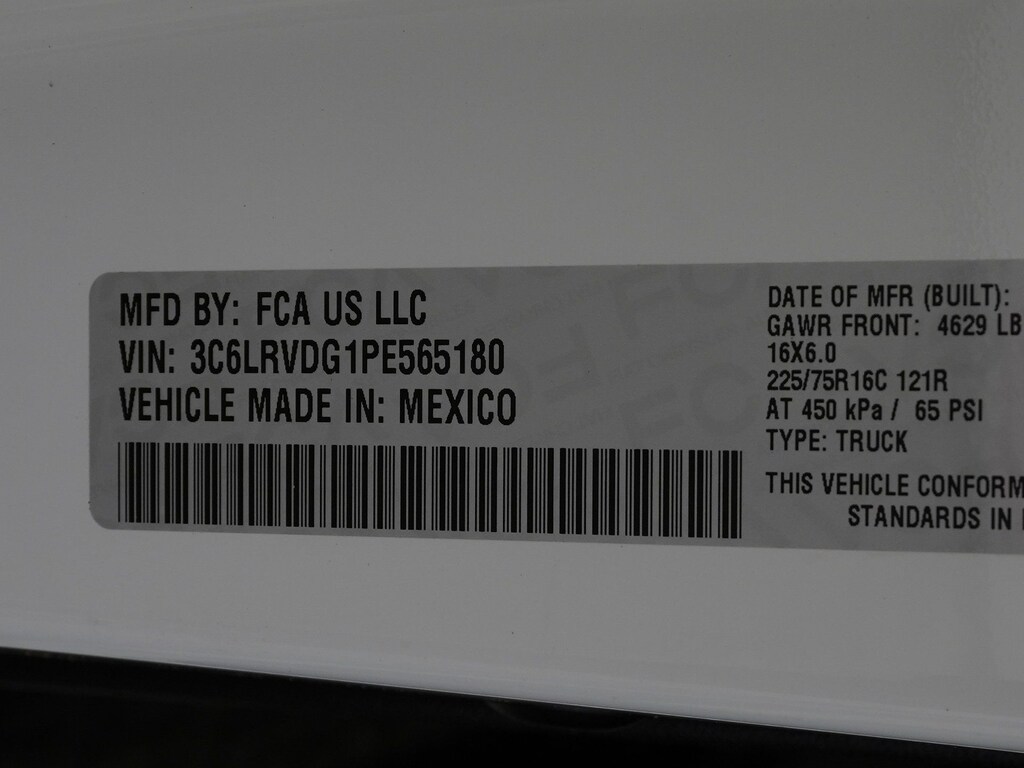 MFD BY: FCA US LLC
VIN: 3C6LRVDG1PE565180
VEHICLE MADE IN: MEXICO
DATE OF MFR (BUILT):
GAWR FRONT: 4629 LB
16X6.0
225/75R16C 121R
AT 450 kPa / 65 PSI
TYPE: TRUCK
THIS VEHICLE CONFORM
STANDARDS IN